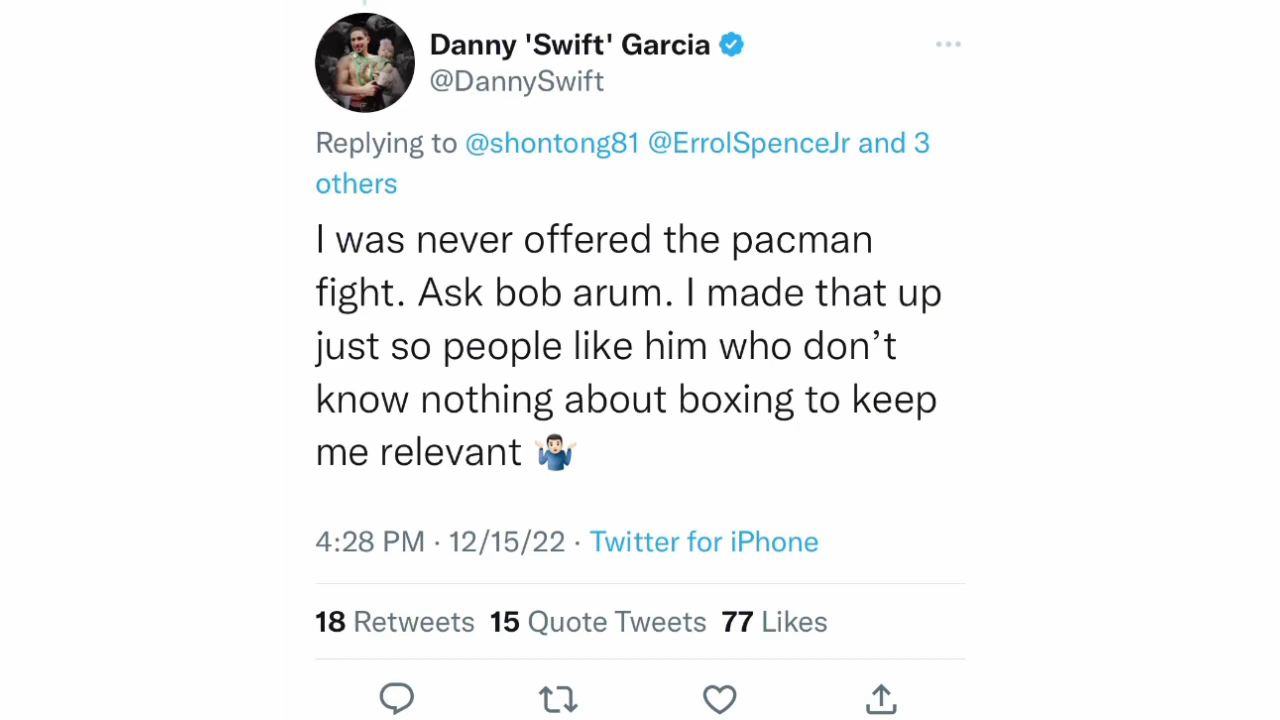 Danny 'Swift' Garcia
@DannySwift
Replying to @shontong81 @ErrolSpenceJr and 3
others
I was never offered the pacman
fight. Ask bob arum. I made that up
just so people like him who don’t
know nothing about boxing to keep
me relevant 🤷🏻‍♂️
4:28 PM · 12/15/22 · Twitter for iPhone
18 Retweets 15 Quote Tweets 77 Likes